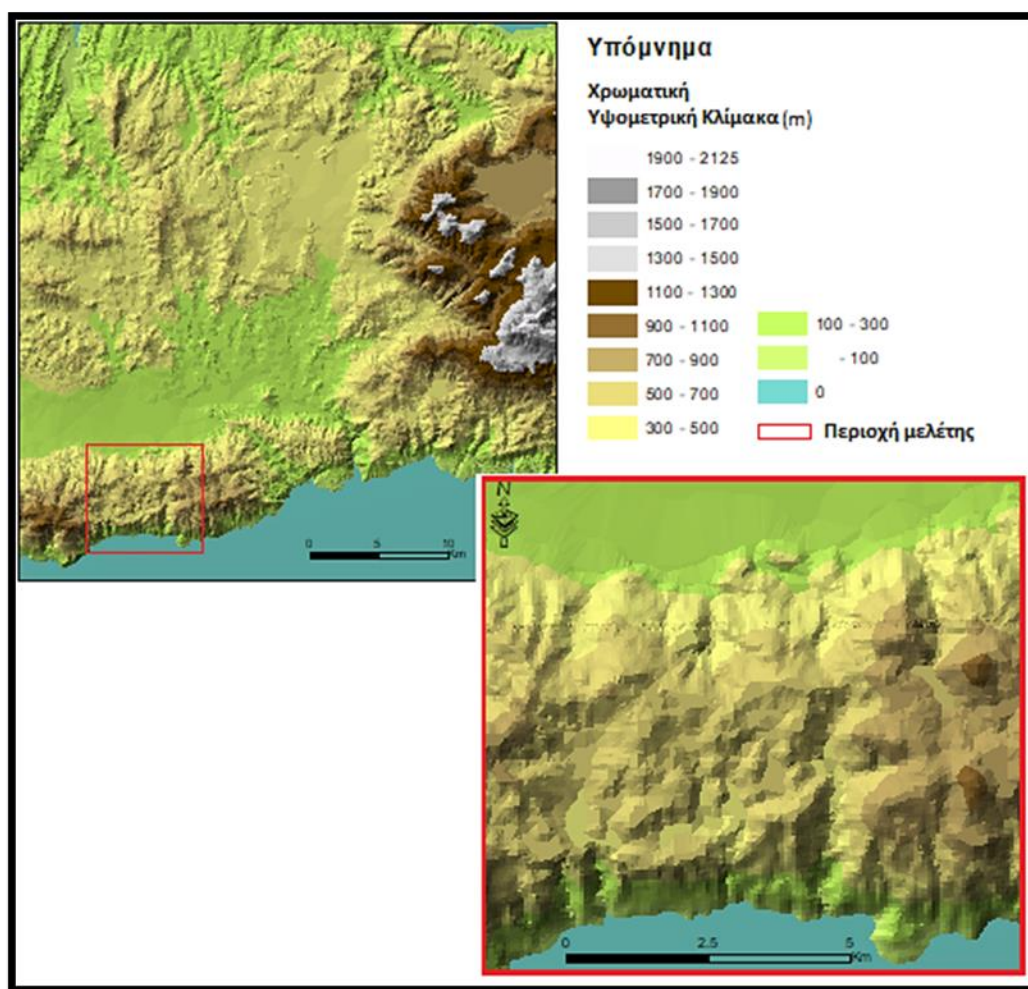 Υπόμνημα
Χρωματική
Υψομετρική Κλίμακα (m)
1900 - 2125
1700 - 1900
1500 - 1700
1300 - 1500
1100 - 1300
900 - 1100
700 - 900
500 - 700
300 - 500
100 - 300
- 100
0
Περιοχή μελέτης
0 5 10
Km
N
0 2.5 5
Km